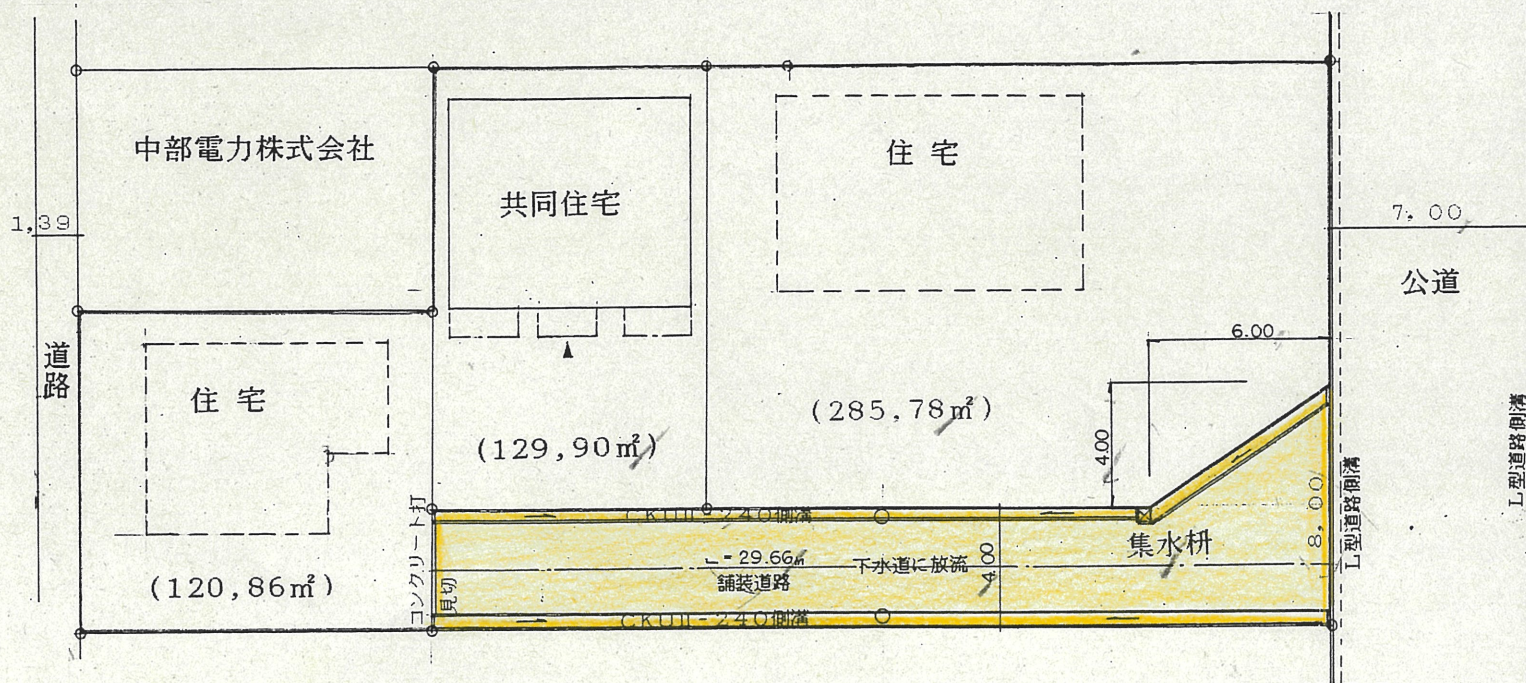 中部電力株式会社
共同住宅
住宅
1,39
7,00
公道
道路
住宅
6.00
4.00
(285,78㎡)
(129,90㎡)
(120,86㎡)
コンクリート打
見切
240側溝
集水枡
8,00
L型道路側溝
L型道路側溝
29.66m
舗装道路
下水道に放流
4.00
240側溝